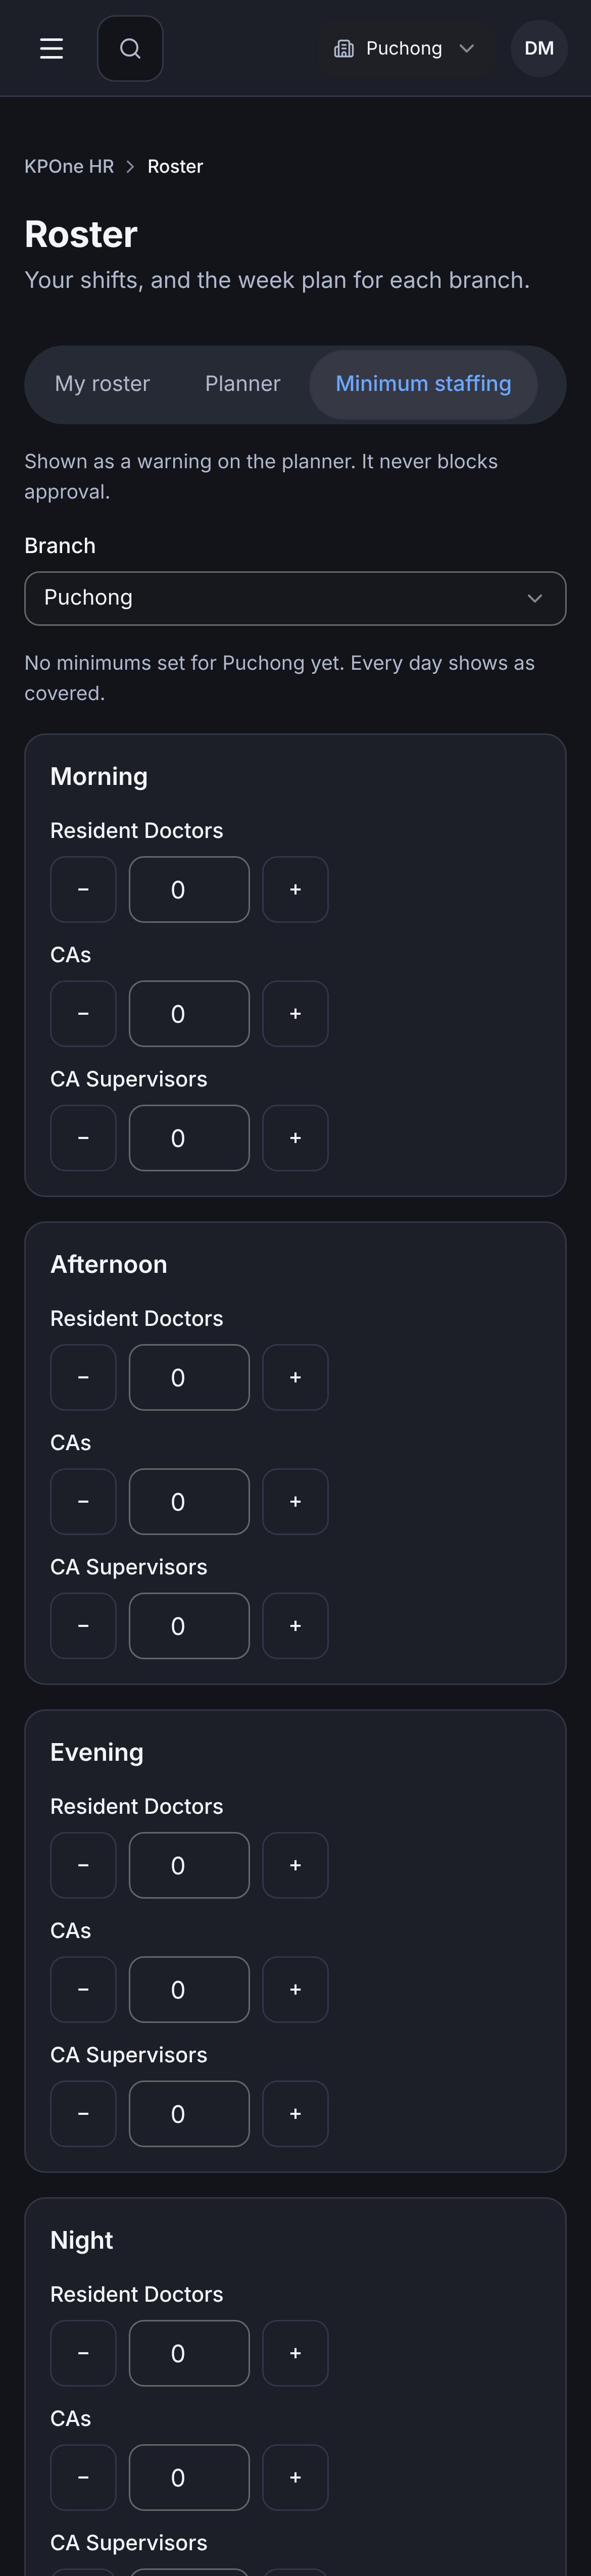 Puchong
DM
KPOne HR > Roster
Roster
Your shifts, and the week plan for each branch.
My roster
Planner
Minimum staffing
Shown as a warning on the planner. It never blocks
approval.
Branch
Puchong
No minimums set for Puchong yet. Every day shows as
covered.
Morning
Resident Doctors
− 0 +
CAs
− 0 +
CA Supervisors
− 0 +
Afternoon
Resident Doctors
− 0 +
CAs
− 0 +
CA Supervisors
− 0 +
Evening
Resident Doctors
− 0 +
CAs
− 0 +
CA Supervisors
− 0 +
Night
Resident Doctors
− 0 +
CAs
− 0 +
CA Supervisors